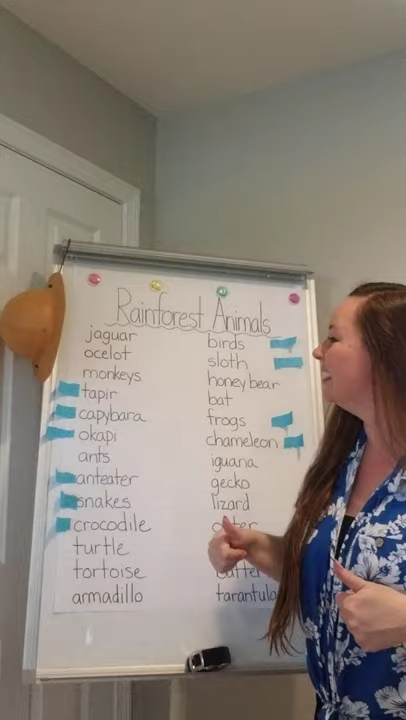 Rainforest Animals
jaguar
ocelot
monkeys
tapir
capybara
okapi
ants
anteater
snakes
crocodile
turtle
tortoise
armadillo
birds
sloth
honey bear
bat
frogs
chameleon
iguana
gecko
lizard
tarantula